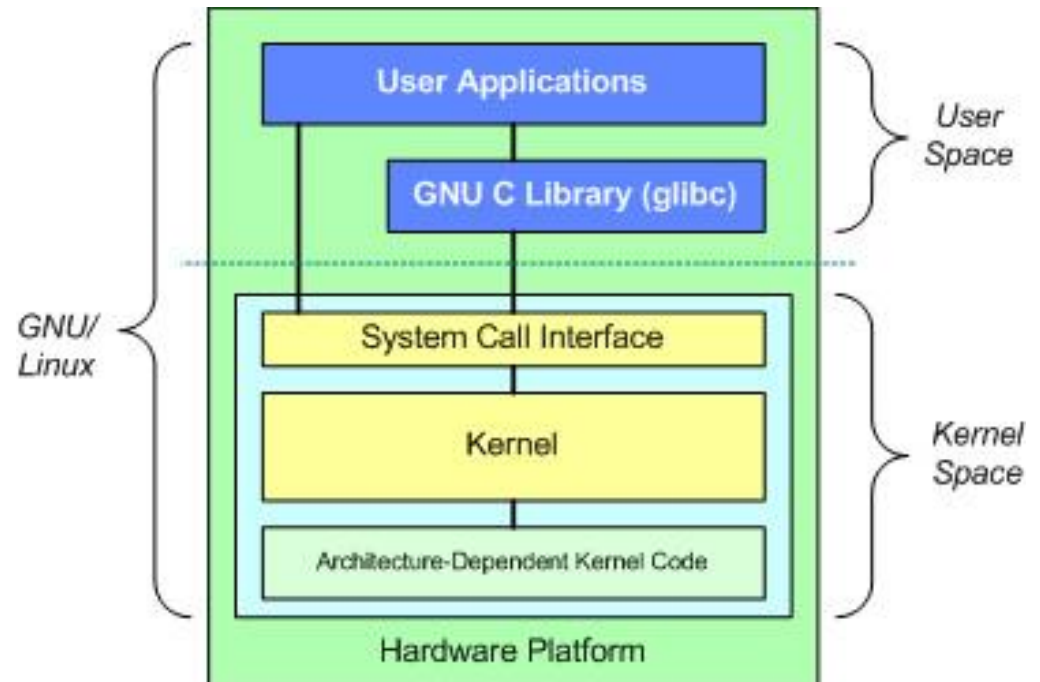 User Applications
User
Space
GNU C Library (glibc)
GNU/
Linux
System Call Interface
Kernel
Kernel
Space
Architecture-Dependent Kernel Code
Hardware Platform